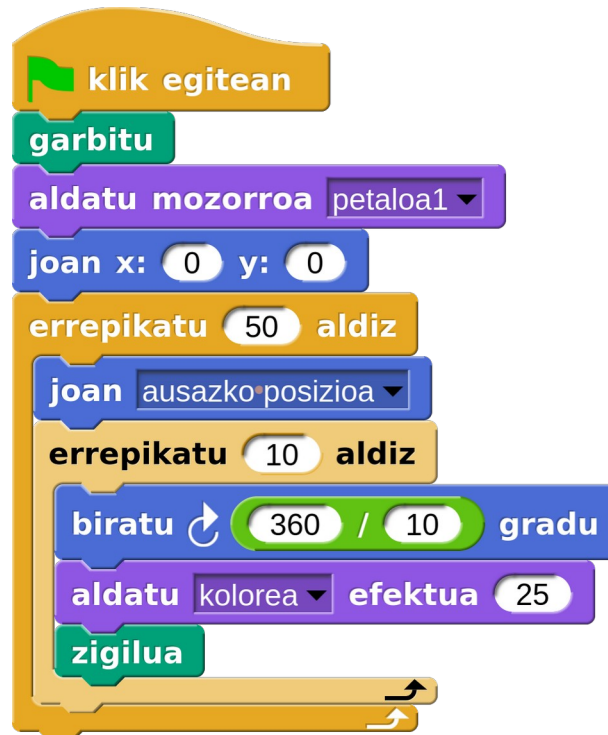 klik egitean
garbitu
aldatu mozorroa petaloa1
joan x: 0 y: 0
errepikatu 50 aldiz
joan ausazko posizioa
errepikatu 10 aldiz
biratu 360 / 10 gradu
aldatu kolorea efektua 25
zigilua